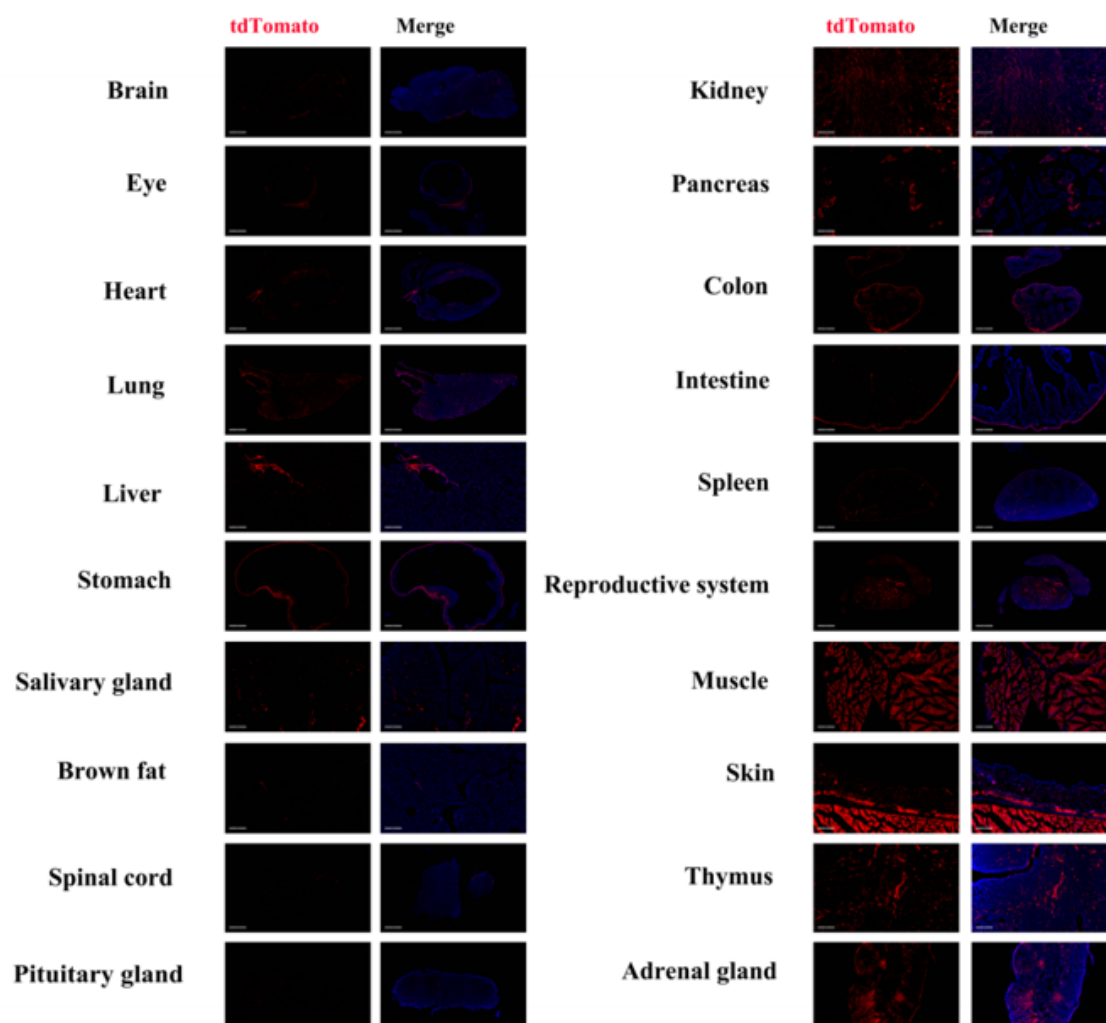 tdTomato Merge
Brain
Eye
Heart
Lung
Liver
Stomach
Salivary gland
Brown fat
Spinal cord
Pituitary gland
tdTomato Merge
Kidney
Pancreas
Colon
Intestine
Spleen
Reproductive system
Muscle
Skin
Thymus
Adrenal gland